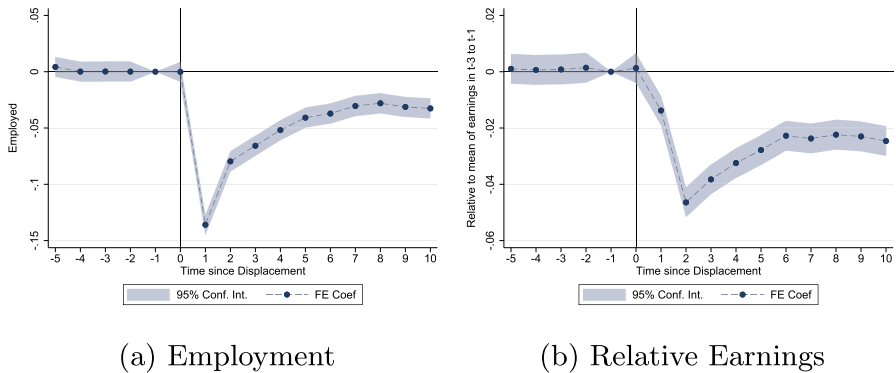 .05
0
-.05
-.1
-.15
Employed
-5 -4 -3 -2 -1 0 1 2 3 4 5 6 7 8 9 10
Time since Displacement
95% Conf. Int. FE Coef
(a) Employment
.02
0
-.02
-.04
-.06
Relative to mean of earnings in t-3 to t-1
-5 -4 -3 -2 -1 0 1 2 3 4 5 6 7 8 9 10
Time since Displacement
95% Conf. Int. FE Coef
(b) Relative Earnings